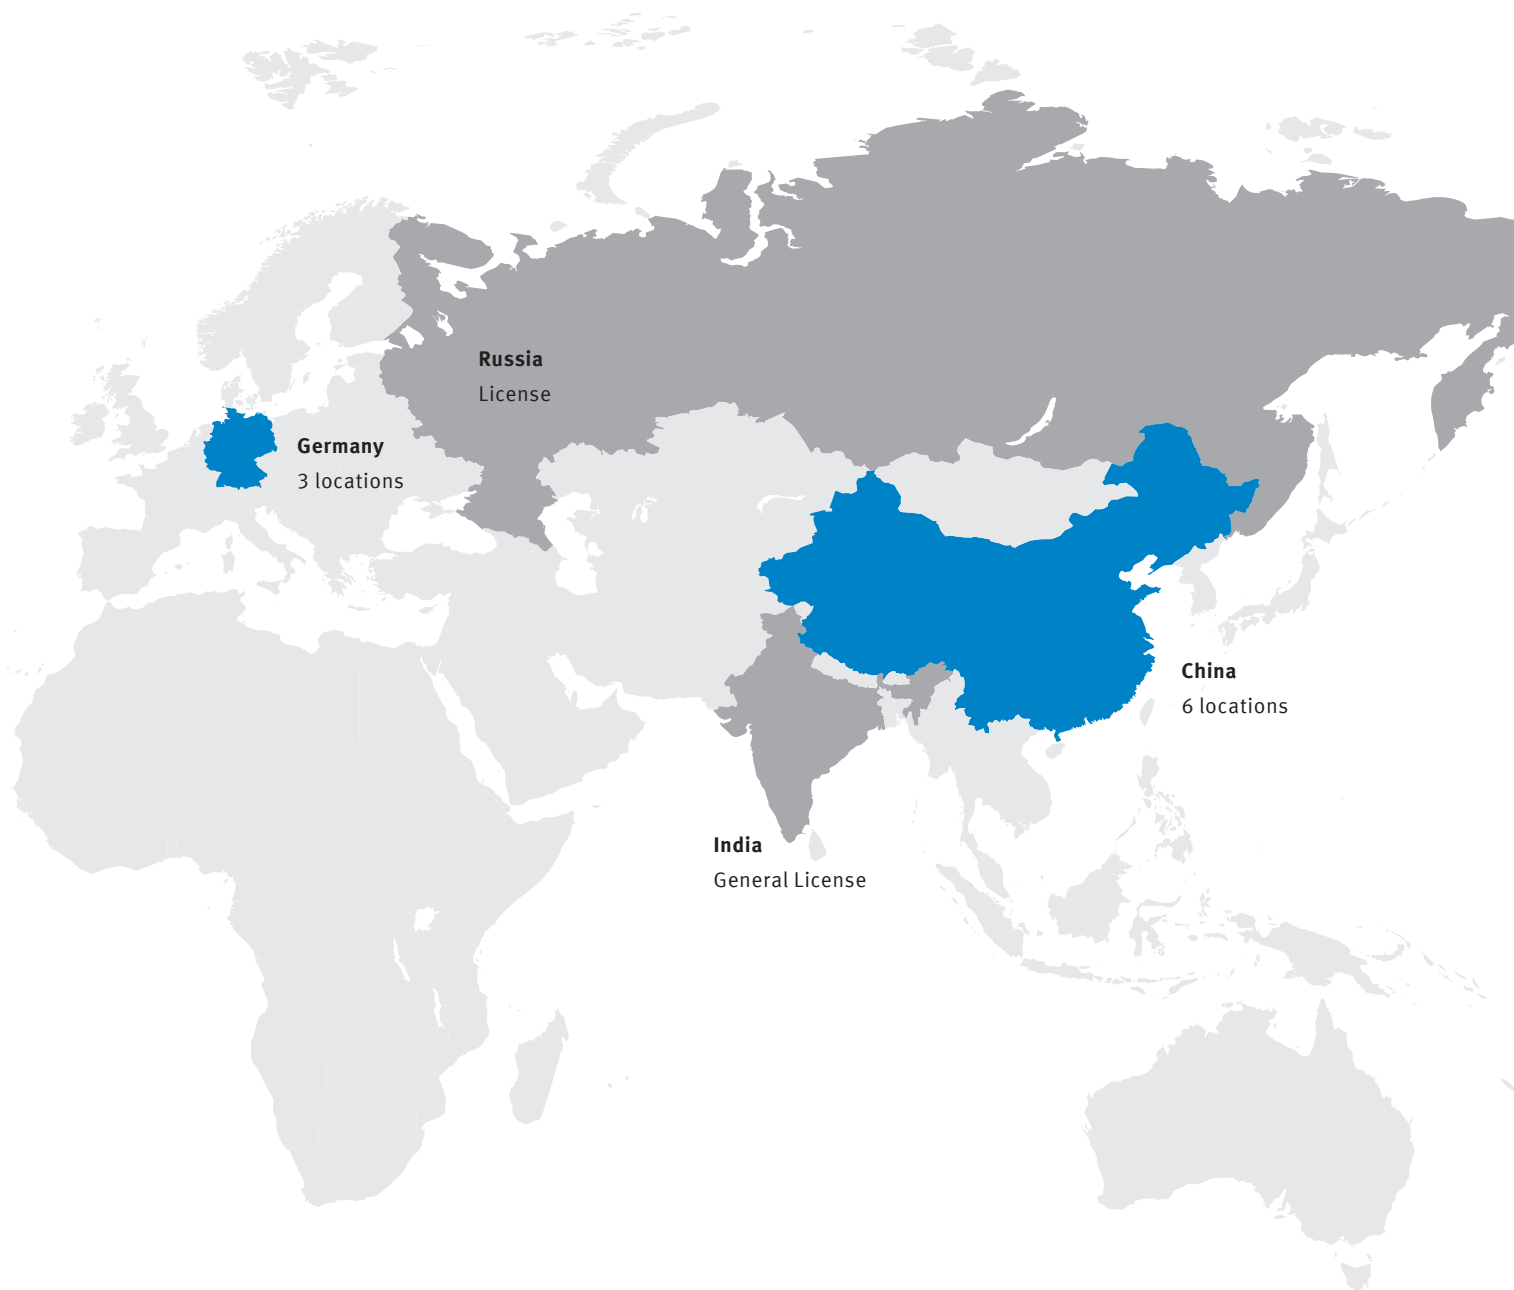 Russia
License
Germany
3 locations
China
6 locations
India
General License